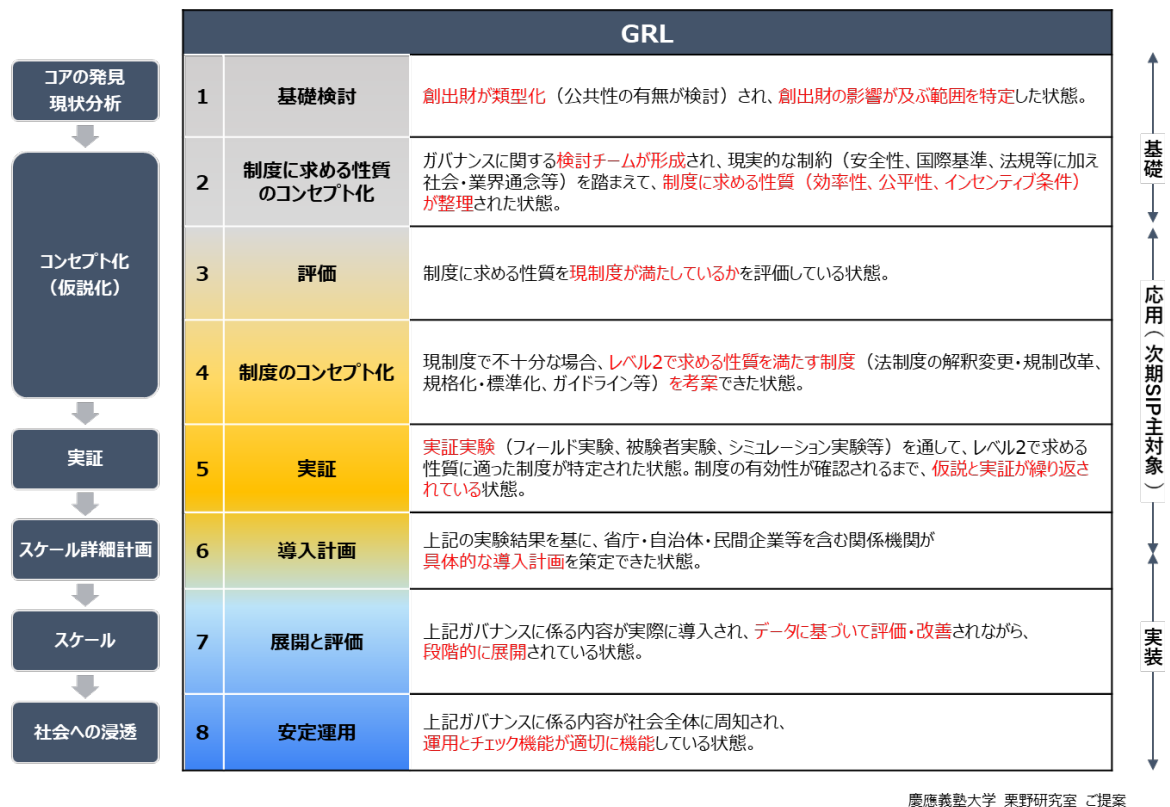 GRL
コアの発見
現状分析
コンセプト化
（仮説化）
実証
スケール詳細計画
スケール
社会への浸透
1
基礎検討
創出財が類型化（公共性の有無が検討）され、創出財の影響が及ぶ範囲を特定した状態。
2
制度に求める性質
のコンセプト化
ガバナンスに関する検討チームが形成され、現実的な制約（安全性、国際基準、法規等に加え
社会・業界通念等）を踏まえて、制度に求める性質（効率性、公平性、インセンティブ条件）
が整理された状態。
3
評価
制度に求める性質を現制度が満たしているかを評価している状態。
4
制度のコンセプト化
現制度で不十分な場合、レベル2で求める性質を満たす制度（法制度の解釈変更・規制改革、
規格化・標準化、ガイドライン等）を考案できた状態。
5
実証
実証実験（フィールド実験、被験者実験、シミュレーション実験等）を通して、レベル2で求める
性質に適った制度が特定された状態。制度の有効性が確認されるまで、仮説と実証が繰り返さ
れている状態。
6
導入計画
上記の実験結果を基に、省庁・自治体・民間企業等を含む関係機関が
具体的な導入計画を策定できた状態。
7
展開と評価
上記ガバナンスに係る内容が実際に導入され、データに基づいて評価・改善されながら、
段階的に展開されている状態。
8
安定運用
上記ガバナンスに係る内容が社会全体に周知され、
運用とチェック機能が適切に機能している状態。
基礎
応用（次期SIP主対象）
実装
慶應義塾大学 栗野研究室 ご提案